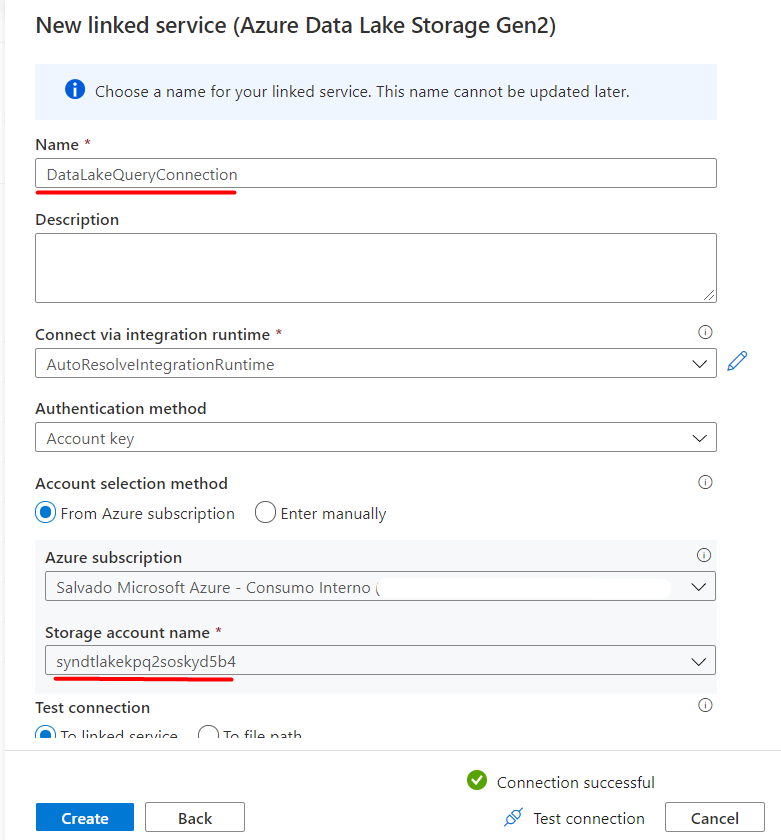 New linked service (Azure Data Lake Storage Gen2)
Choose a name for your linked service. This name cannot be updated later.
Name *
DataLakeQueryConnection
Description
Connect via integration runtime *
AutoResolveIntegrationRuntime
Authentication method
Account key
Account selection method
From Azure subscription Enter manually
Azure subscription
Salvado Microsoft Azure - Consumo Interno (
Storage account name *
syndtlakekpq2soskyd5b4
Test connection
To linked service To file path
Connection successful
Create Back Test connection Cancel